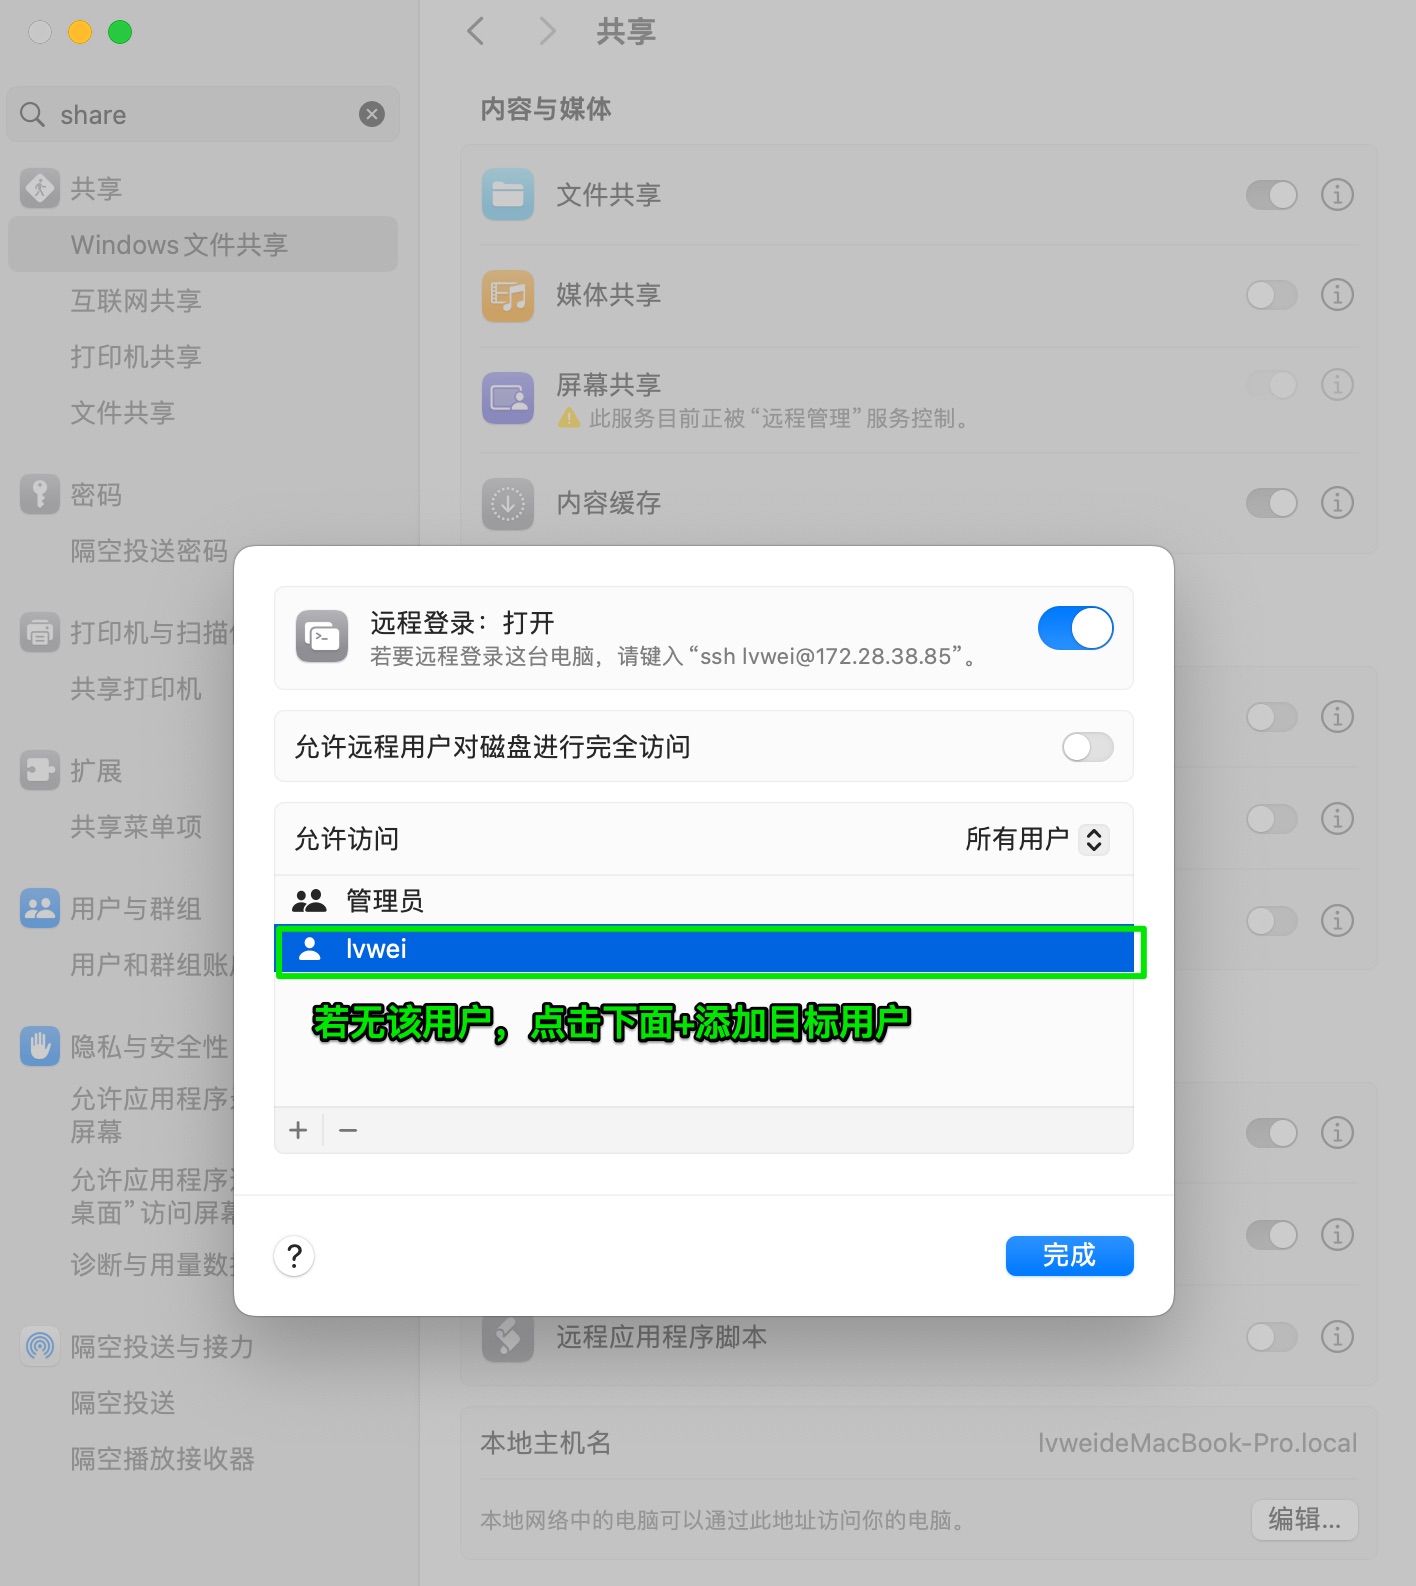 共享
share
内容与媒体
共享
文件共享
Windows 文件共享
互联网共享
媒体共享
打印机共享
屏幕共享
此服务目前正被“远程管理”服务控制。
文件共享
密码
内容缓存
隔空投送密码
打印机与扫描
共享打印机
扩展
共享菜单项
用户与群组
用户和群组账
隐私与安全性
允许应用程序
屏幕
允许应用程序
桌面”访问屏幕
诊断与用量数
隔空投送与接力
隔空投送
隔空播放接收器
远程登录：打开
若要远程登录这台电脑，请键入“ssh lvwei@172.28.38.85”。
允许远程用户对磁盘进行完全访问
允许访问
所有用户
管理员
lvwei
若无该用户，点击下面+添加目标用户
+ −
?
完成
远程应用程序脚本
本地主机名
lvweideMacBook-Pro.local
本地网络中的电脑可以通过此地址访问你的电脑。
编辑...